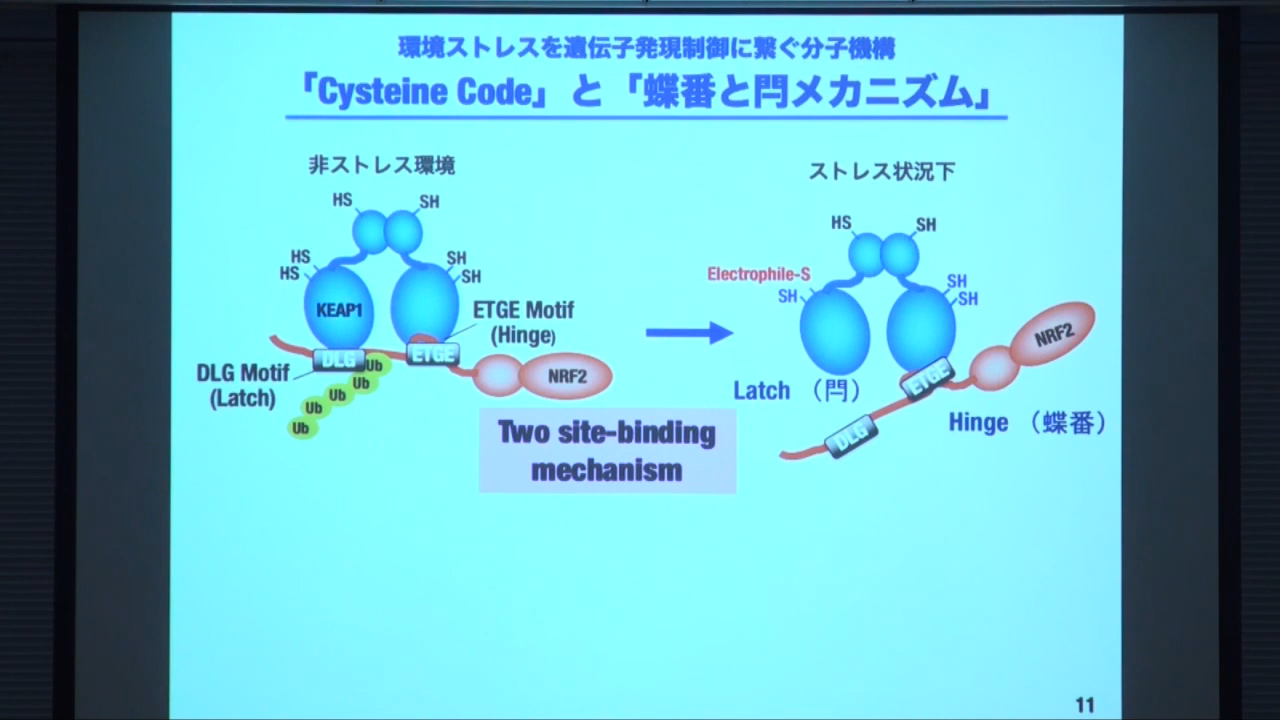 環境ストレスを遺伝子発現制御に繋ぐ分子機構
「Cysteine Code」と「蝶番と閂メカニズム」
非ストレス環境
HS
SH
HS
HS
SH
SH
KEAP1
ETGE Motif
(Hinge)
DLG
ETGE
Ub
Ub
Ub
Ub
Ub
DLG Motif
(Latch)
NRF2
Two site-binding
mechanism
ストレス状況下
HS
SH
Electrophile-S
SH
SH
SH
NRF2
ETGE
DLG
Latch （閂）
Hinge （蝶番）
11